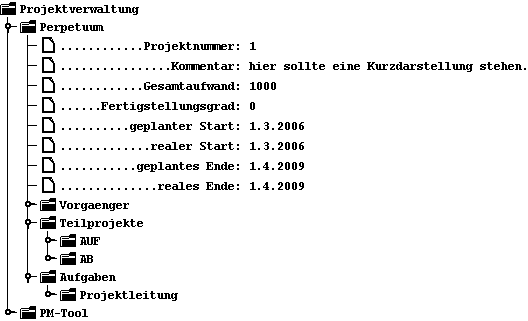 Projektverwaltung
Perpetuum
............Projektnummer: 1
................Kommentar: hier sollte eine Kurzdarstellung stehen.
............Gesamtaufwand: 1000
......Fertigstellungsgrad: 0
..........geplanter Start: 1.3.2006
.............realer Start: 1.3.2006
...........geplantes Ende: 1.4.2009
..............reales Ende: 1.4.2009
Vorgaenger
Teilprojekte
AUF
AB
Aufgaben
Projektleitung
PM-Tool